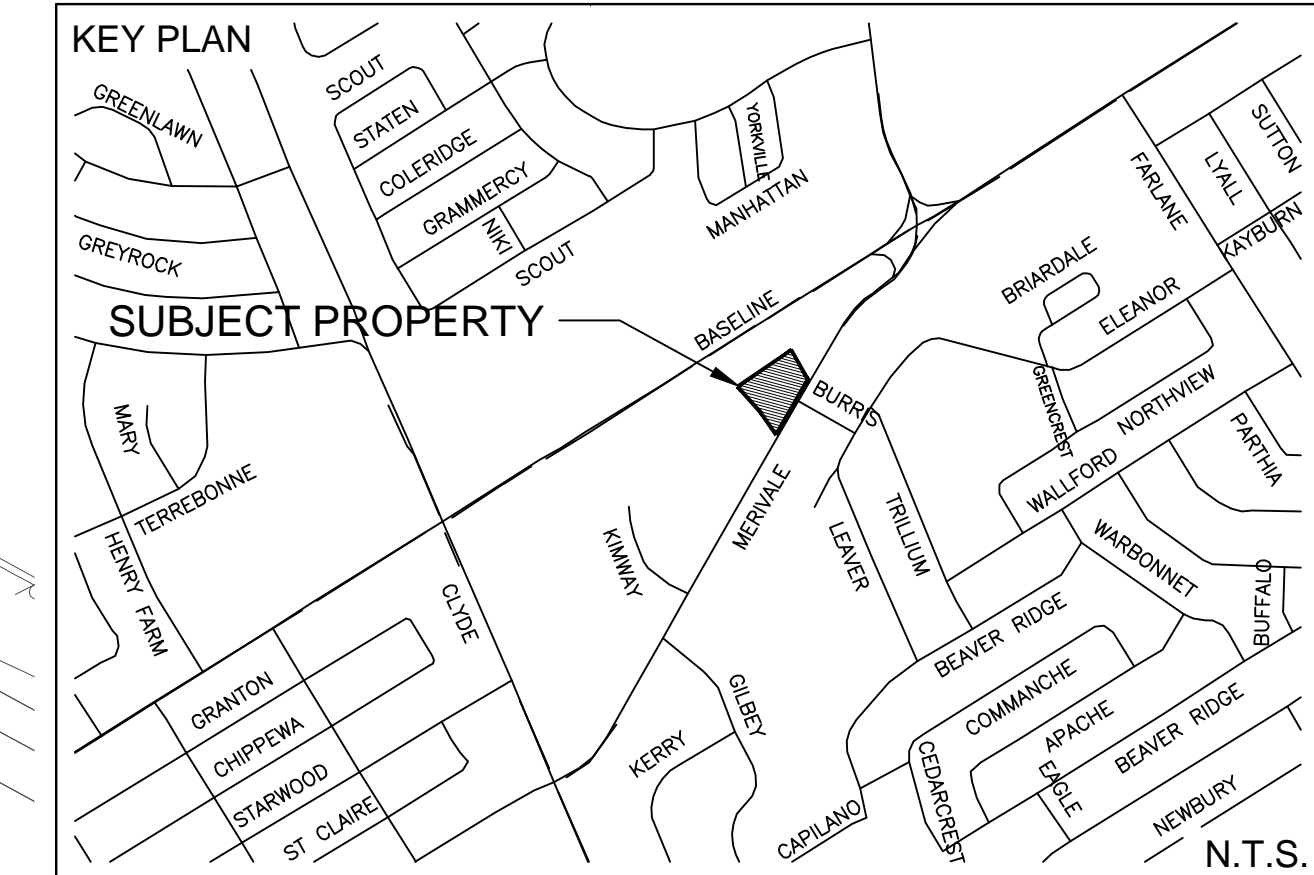 KEY PLAN
GREENLAWN
SCOUT
STATEN
COLERIDGE
GRAMMERCY
NIKI
SCOUT
YORKVILLE
MANHATTAN
FARLANE
LYALL
SUTTON
KAYBURN
GREYROCK
BRIARDALE
ELEANOR
SUBJECT PROPERTY
BASELINE
BURRIS
GREENCREST
NORTHVIEW
WALLFORD
PARTHIA
MARY
TERREBONNE
HENRY FARM
CLYDE
KIMWAY
MERIVALE
LEAVER
TRILLIUM
WARBONNET
BUFFALO
BEAVER RIDGE
GRANTON
CHIPPEWA
STARWOOD
ST CLAIRE
KERRY
GILBEY
COMMANCHE
APACHE
BEAVER RIDGE
EAGLE
CEDARCREST
CAPILANO
NEWBURY
N.T.S.